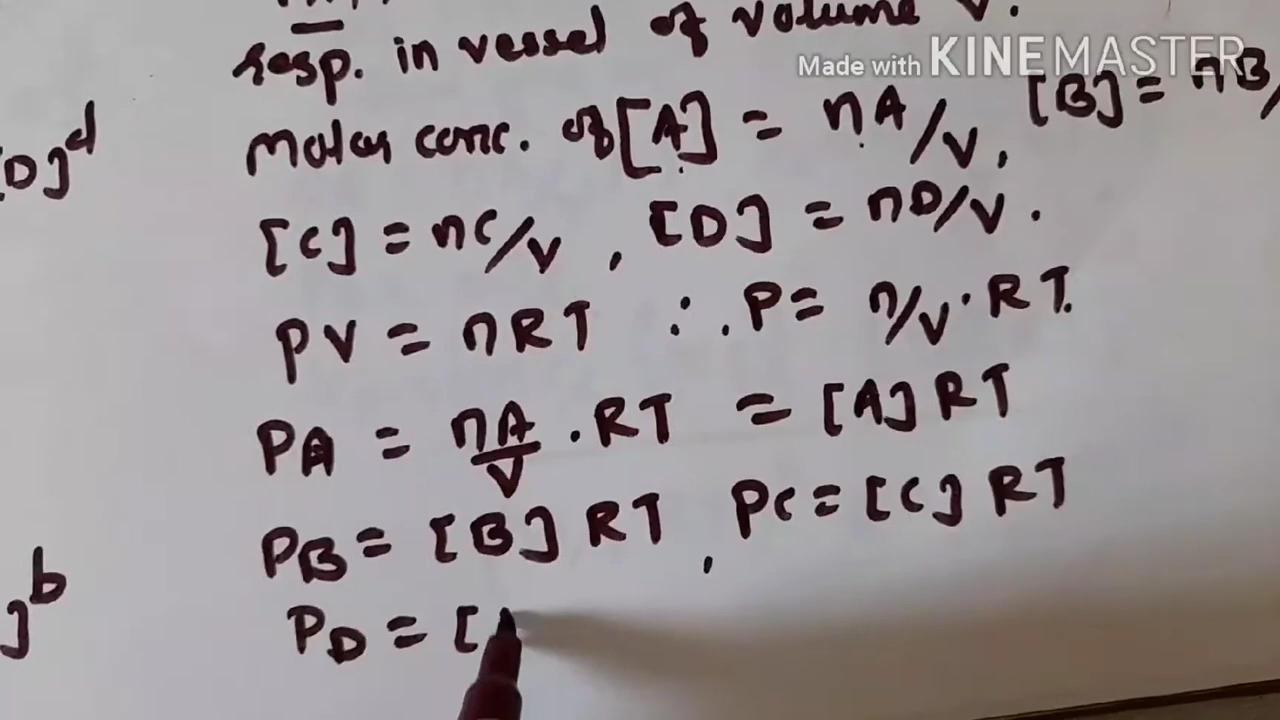 resp. in vessel of volume V.
Made with KINEMASTER
[D]^d
Molar conc. of [A] = nA/V, [B] = nB/
[C] = nC/V, [D] = nD/V.
PV = nRT ∴ P = n/V · RT.
PA = nA/V · RT = [A] RT
PB = [B] RT, PC = [C] RT
]^b
PD = [